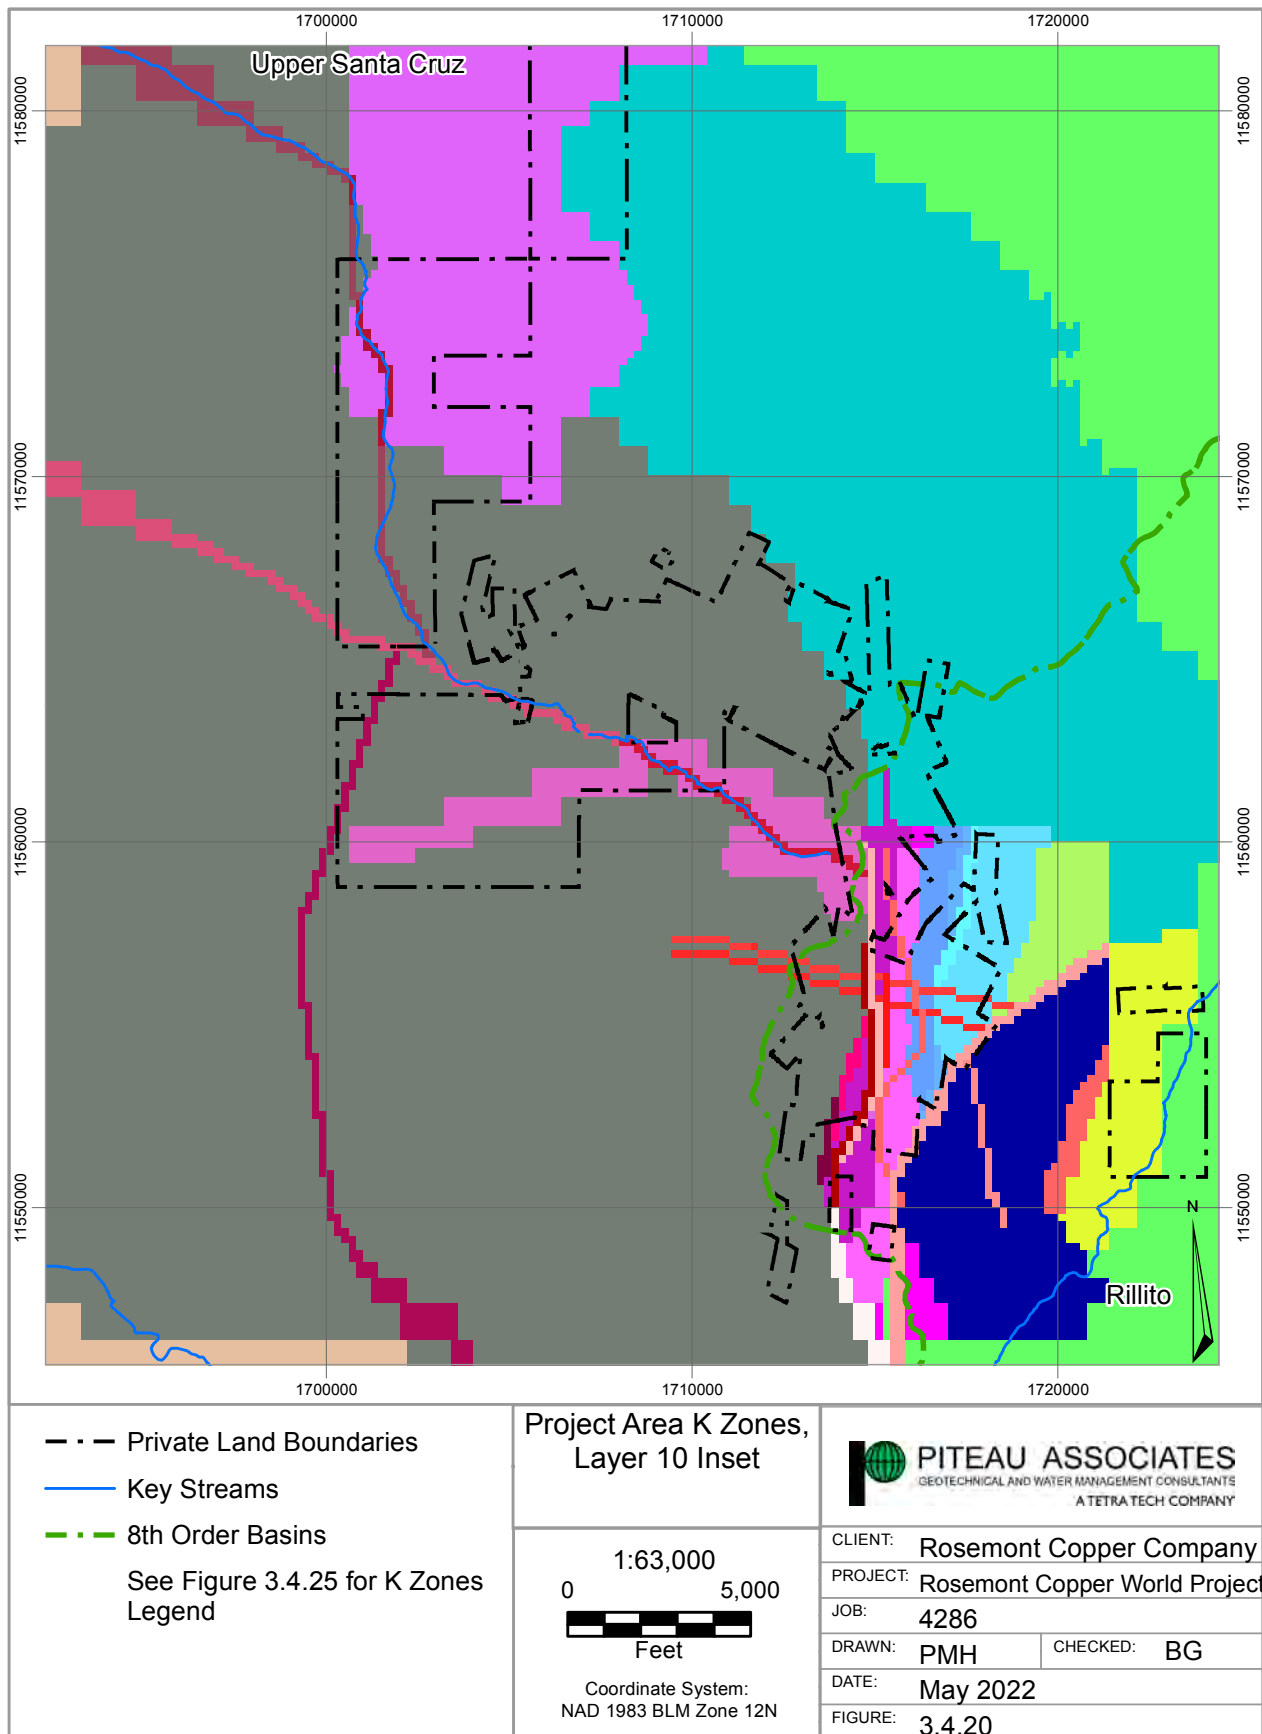 1700000
1710000
1720000
Upper Santa Cruz
11580000
11580000
11570000
11570000
11560000
11560000
11550000
11550000
N
Rillito
1700000
1710000
1720000
Private Land Boundaries
Key Streams
8th Order Basins
See Figure 3.4.25 for K Zones
Legend
Project Area K Zones,
Layer 10 Inset
1:63,000
0 5,000
Feet
Coordinate System:
NAD 1983 BLM Zone 12N
PITEAU ASSOCIATES
GEOTECHNICAL AND WATER MANAGEMENT CONSULTANTS
A TETRA TECH COMPANY
CLIENT: Rosemont Copper Company
PROJECT: Rosemont Copper World Project
JOB: 4286
DRAWN: PMH CHECKED: BG
DATE: May 2022
FIGURE: 3.4.20